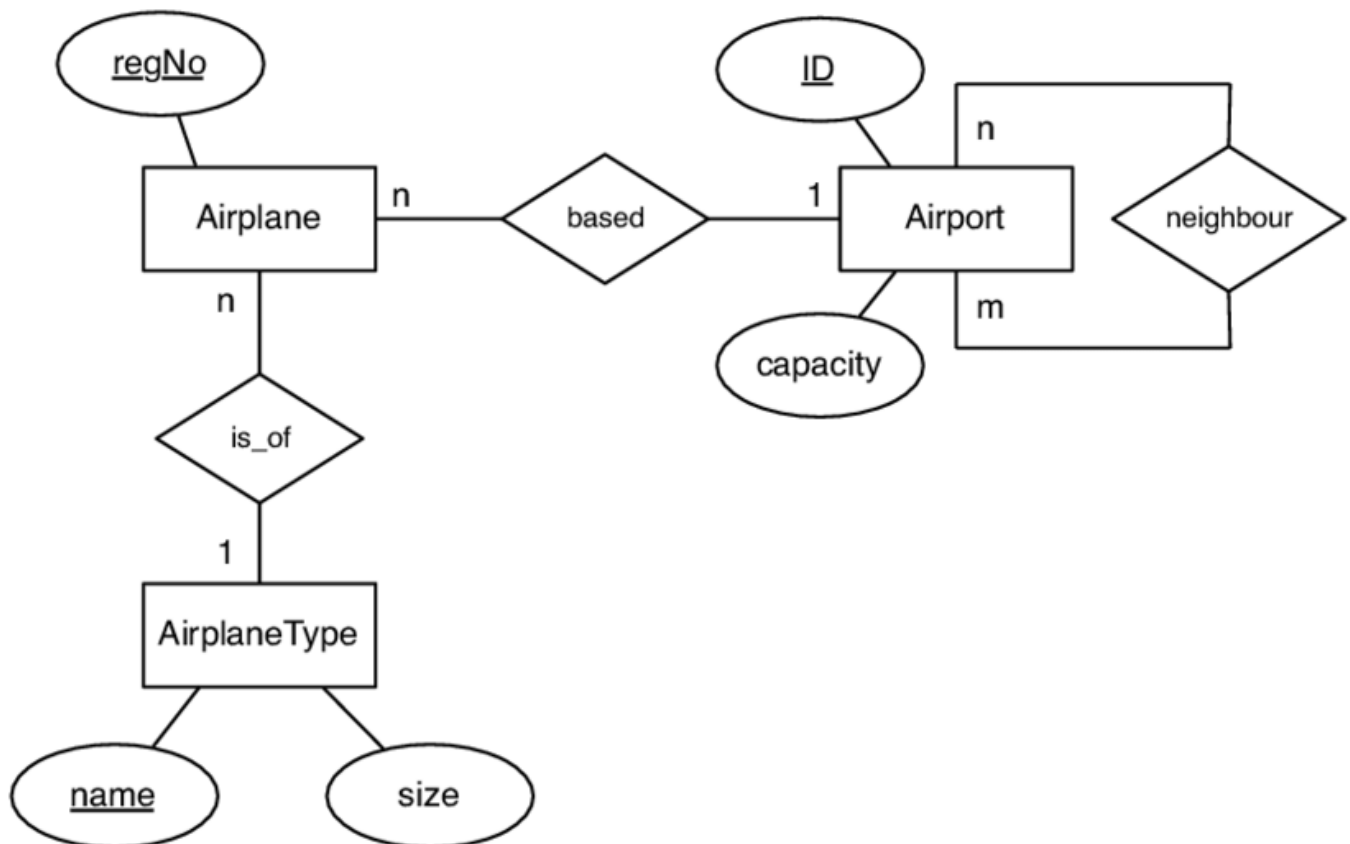 regNo
ID
n
Airplane
n
based
1
Airport
neighbour
n
m
capacity
is_of
1
AirplaneType
name
size